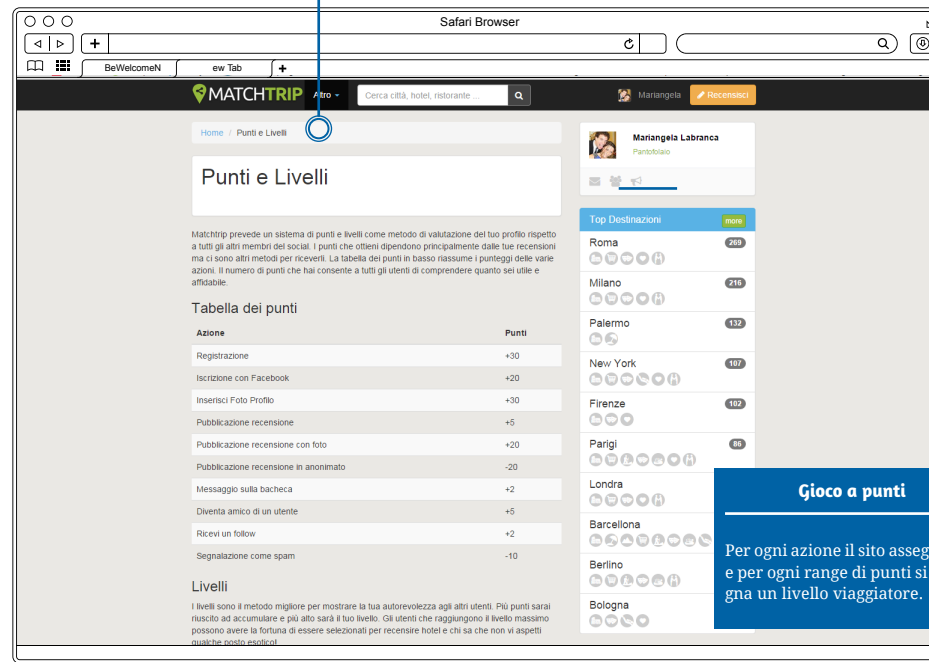 Safari Browser
BeWelcomeN
ew Tab
MATCHTRIP
Altro
Cerca città, hotel, ristorante ...
Mariangela
Recensisci
Home / Punti e Livelli
Punti e Livelli
Matchtrip prevede un sistema di punti e livelli come metodo di valutazione del tuo profilo rispetto
a tutti gli altri membri del social. I punti che ottieni dipendono principalmente dalle tue recensioni
ma ci sono altri metodi per riceverli. La tabella dei punti in basso riassume i punteggi delle varie
azioni. Il numero di punti che hai consente a tutti gli utenti di comprendere quanto sei utile e
affidabile.
Tabella dei punti
Azione Punti
Registrazione +30
Iscrizione con Facebook +20
Inserisci Foto Profilo +30
Pubblicazione recensione +5
Pubblicazione recensione con foto +20
Pubblicazione recensione in anonimato -20
Messaggio sulla bacheca +2
Diventa amico di un utente +5
Ricevi un follow +2
Segnalazione come spam -10
Livelli
I livelli sono il metodo migliore per mostrare la tua autorevolezza agli altri utenti. Più punti sarai
riuscito ad accumulare e più alto sarà il tuo livello. Gli utenti che raggiungono il livello massimo
possono avere la fortuna di essere selezionati per recensire hotel e chi sa che non vi aspetti
qualche posto esotico!
Mariangela Labranca
Pantofolaio
Top Destinazioni more
Roma 269
Milano 216
Palermo 132
New York 107
Firenze 102
Parigi 86
Londra
Barcellona
Berlino
Bologna
Gioco a punti
Per ogni azione il sito asseg
e per ogni range di punti si
gna un livello viaggiatore.